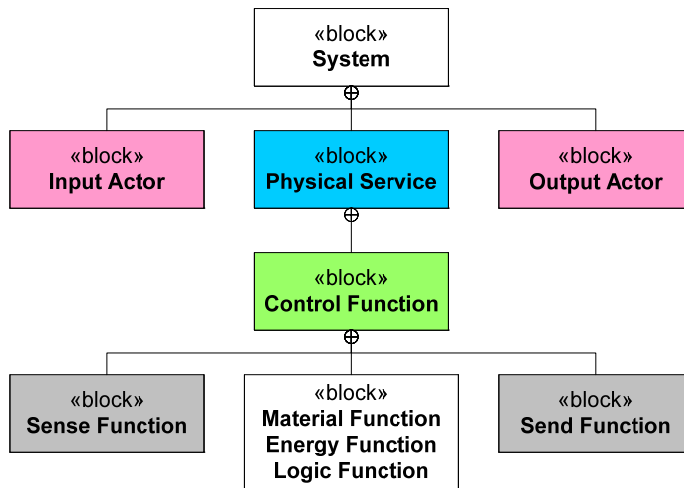 «block»
System
«block»
Input Actor
«block»
Physical Service
«block»
Output Actor
«block»
Control Function
«block»
Sense Function
«block»
Material Function
Energy Function
Logic Function
«block»
Send Function